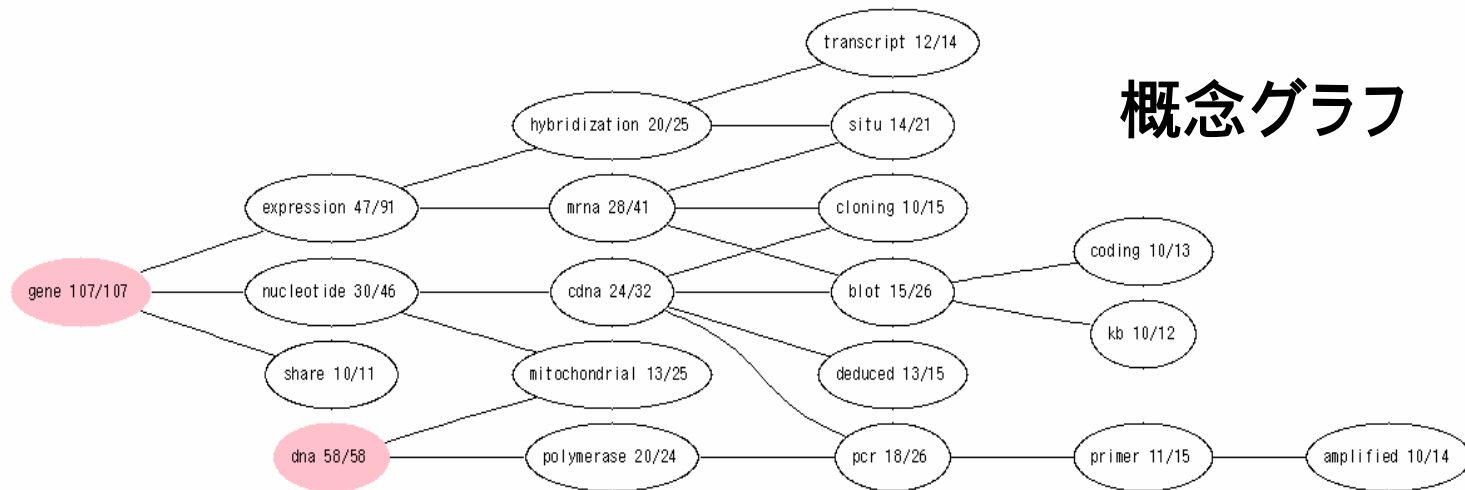 transcript 12/14
概念グラフ
hybridization 20/25
situ 14/21
expression 47/91
mrna 28/41
cloning 10/15
coding 10/13
gene 107/107
nucleotide 30/46
cdna 24/32
blot 15/26
kb 10/12
share 10/11
mitochondrial 13/25
deduced 13/15
dna 58/58
polymerase 20/24
pcr 18/26
primer 11/15
amplified 10/14